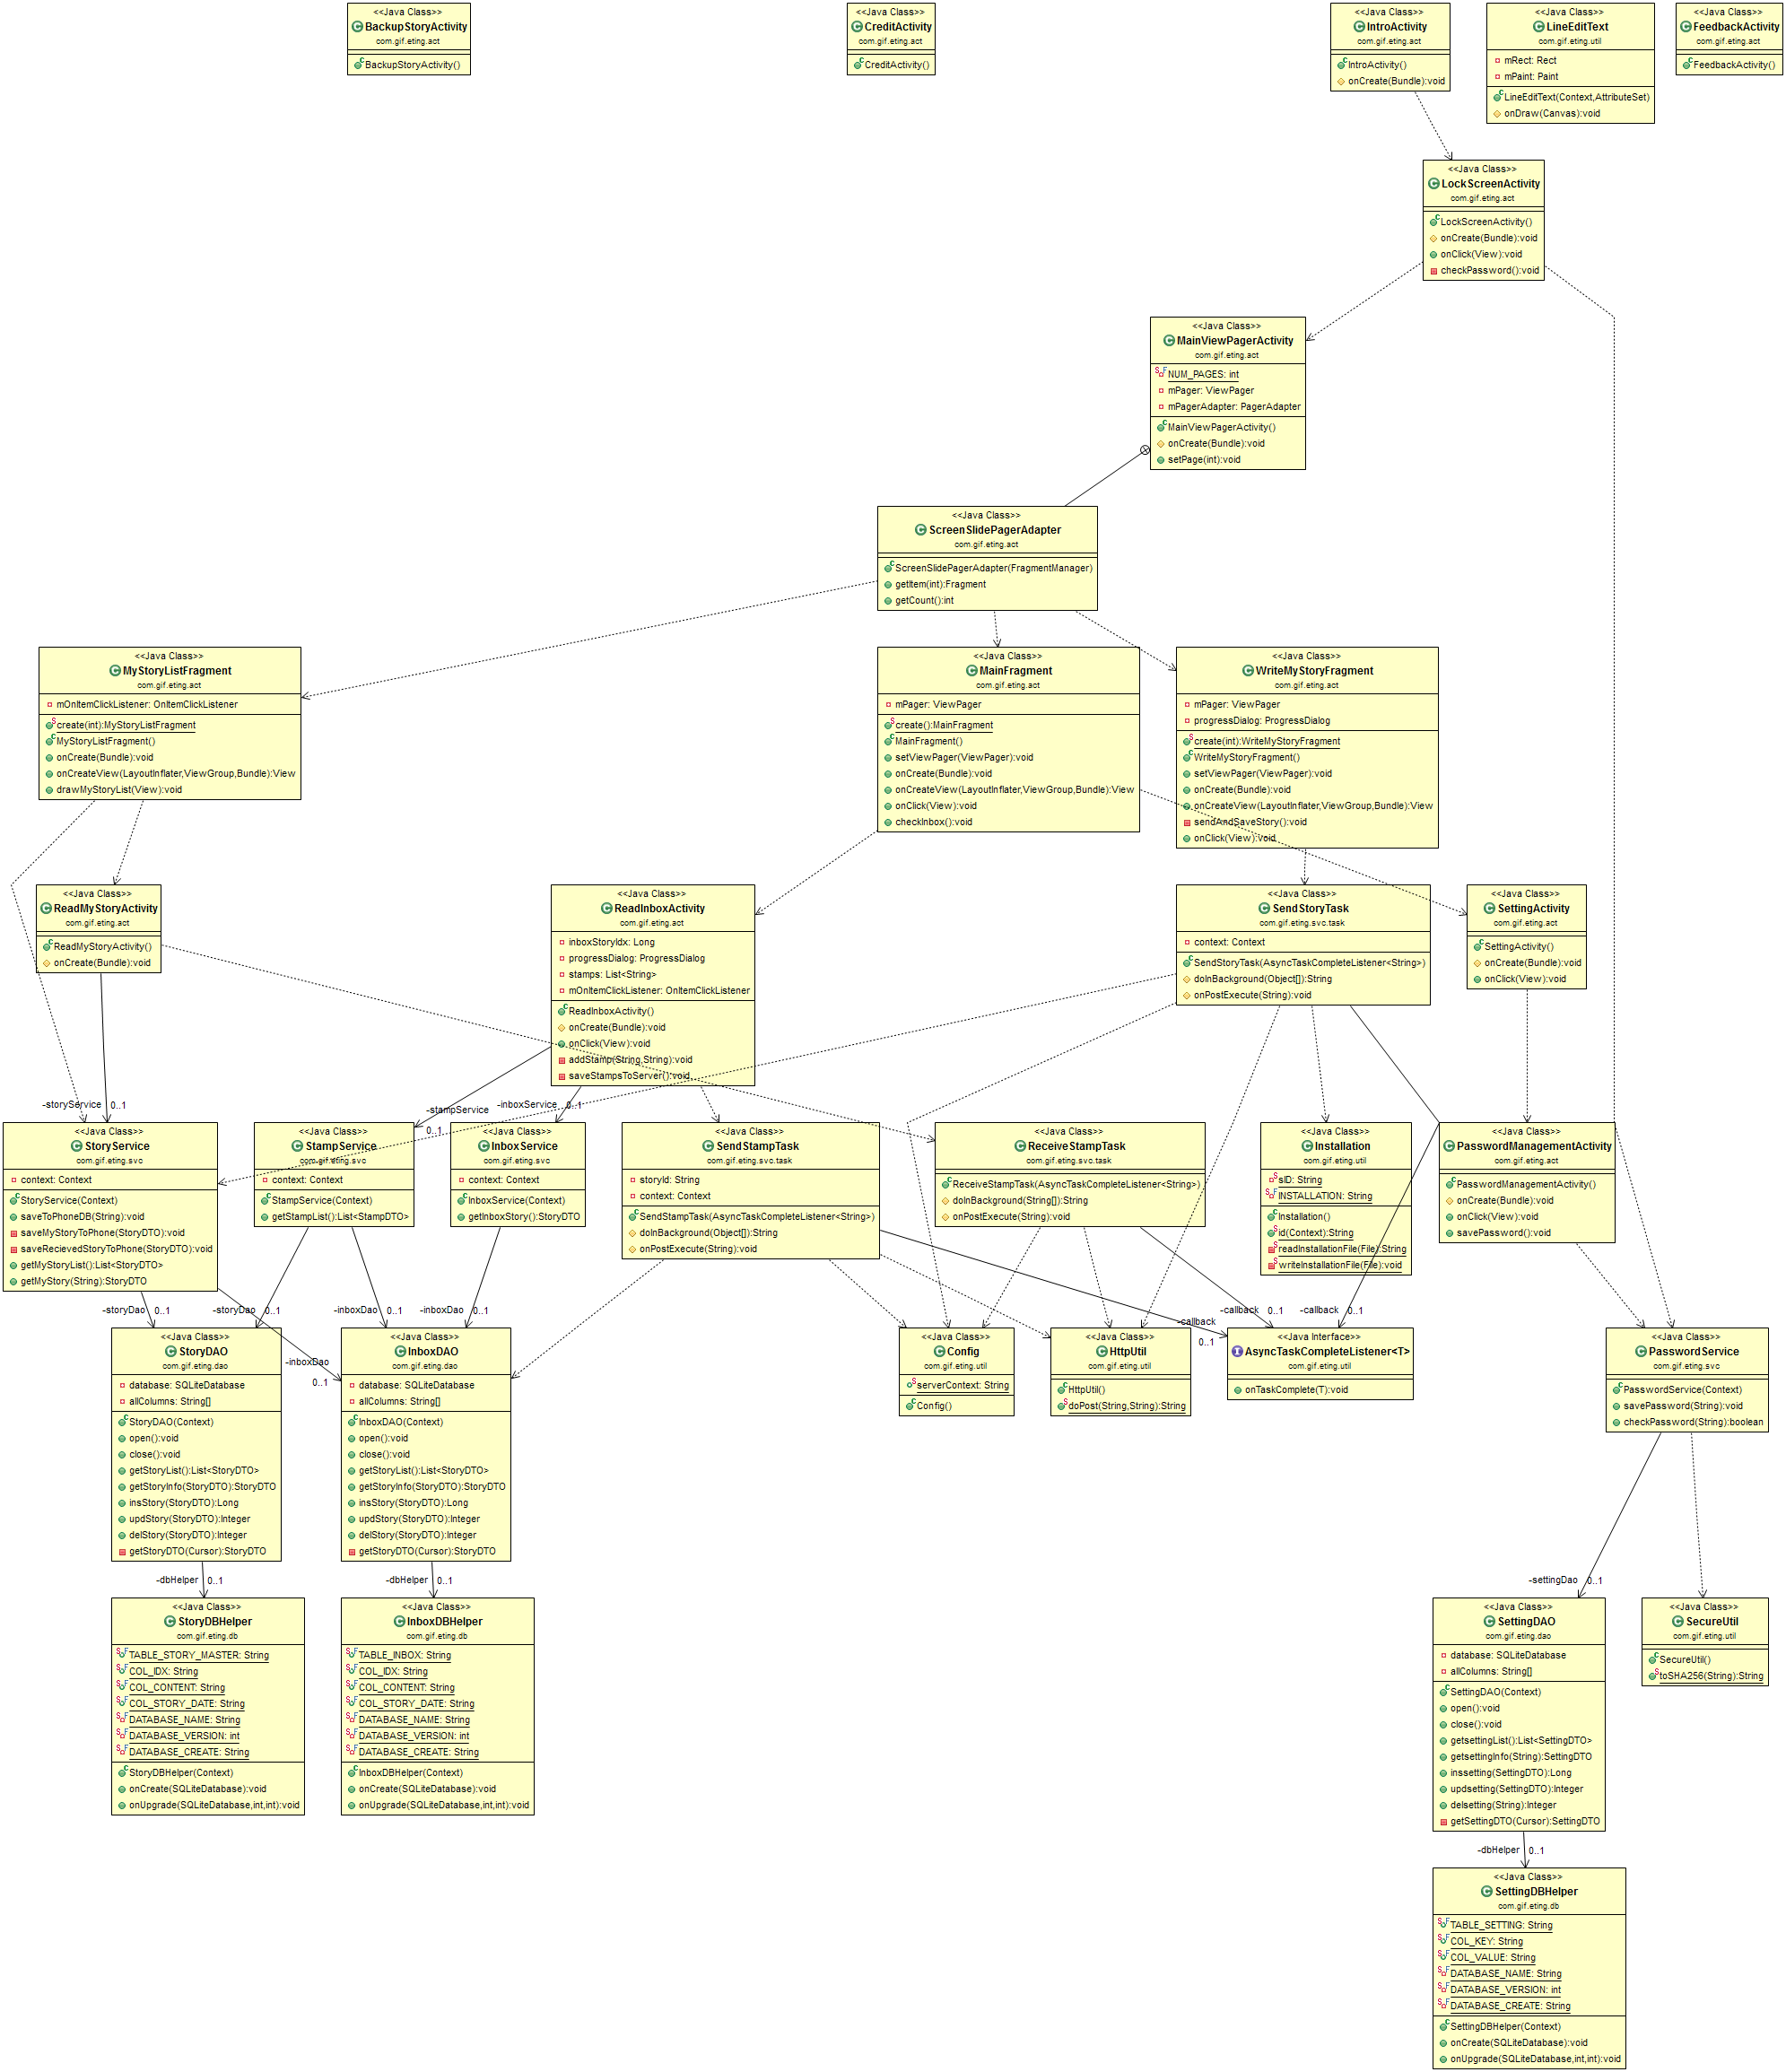 <<Java Class>>
BackupStoryActivity
com.gif.eting.act
BackupStoryActivity()
<<Java Class>>
CreditActivity
com.gif.eting.act
CreditActivity()
<<Java Class>>
IntroActivity
com.gif.eting.act
IntroActivity()
onCreate(Bundle):void
<<Java Class>>
LineEditText
com.gif.eting.util
mRect: Rect
mPaint: Paint
LineEditText(Context,AttributeSet)
onDraw(Canvas):void
<<Java Class>>
FeedbackActivity
com.gif.eting.act
FeedbackActivity()
<<Java Class>>
LockScreenActivity
com.gif.eting.act
LockScreenActivity()
onCreate(Bundle):void
onClick(View):void
checkPassword():void
<<Java Class>>
MainViewPagerActivity
com.gif.eting.act
NUM_PAGES: int
mPager: ViewPager
mPagerAdapter: PagerAdapter
MainViewPagerActivity()
onCreate(Bundle):void
setPage(int):void
<<Java Class>>
ScreenSlidePagerAdapter
com.gif.eting.act
ScreenSlidePagerAdapter(FragmentManager)
getItem(int):Fragment
getCount():int
<<Java Class>>
MyStoryListFragment
com.gif.eting.act
mOnItemClickListener: OnItemClickListener
create(int):MyStoryListFragment
MyStoryListFragment()
onCreate(Bundle):void
onCreateView(LayoutInflater,ViewGroup,Bundle):View
drawMyStoryList(View):void
<<Java Class>>
MainFragment
com.gif.eting.act
mPager: ViewPager
create():MainFragment
MainFragment()
setViewPager(ViewPager):void
onCreate(Bundle):void
onCreateView(LayoutInflater,ViewGroup,Bundle):View
onClick(View):void
checkInbox():void
<<Java Class>>
WriteMyStoryFragment
com.gif.eting.act
mPager: ViewPager
progressDialog: ProgressDialog
create(int):WriteMyStoryFragment
WriteMyStoryFragment()
setViewPager(ViewPager):void
onCreate(Bundle):void
onCreateView(LayoutInflater,ViewGroup,Bundle):View
sendAndSaveStory():void
onClick(View):void
<<Java Class>>
ReadMyStoryActivity
com.gif.eting.act
ReadMyStoryActivity()
onCreate(Bundle):void
<<Java Class>>
ReadInboxActivity
com.gif.eting.act
inboxStoryIdx: Long
progressDialog: ProgressDialog
stamps: List<String>
mOnItemClickListener: OnItemClickListener
ReadInboxActivity()
onCreate(Bundle):void
onClick(View):void
addStamp(String,String):void
saveStampsToServer():void
<<Java Class>>
SendStoryTask
com.gif.eting.svc.task
context: Context
SendStoryTask(AsyncTaskCompleteListener<String>)
doInBackground(Object[]):String
onPostExecute(String):void
<<Java Class>>
SettingActivity
com.gif.eting.act
SettingActivity()
onCreate(Bundle):void
onClick(View):void
-storyService 0..1
-stampService
0..1
-inboxService 0..1
<<Java Class>>
StoryService
com.gif.eting.svc
context: Context
StoryService(Context)
saveToPhoneDB(String):void
saveMyStoryToPhone(StoryDTO):void
saveRecievedStoryToPhone(StoryDTO):void
getMyStoryList():List<StoryDTO>
getMyStory(String):StoryDTO
<<Java Class>>
StampService
com.gif.eting.svc
context: Context
StampService(Context)
getStampList():List<StampDTO>
<<Java Class>>
InboxService
com.gif.eting.svc
context: Context
InboxService(Context)
getInboxStory():StoryDTO
<<Java Class>>
SendStampTask
com.gif.eting.svc.task
storyId: String
context: Context
SendStampTask(AsyncTaskCompleteListener<String>)
doInBackground(Object[]):String
onPostExecute(String):void
<<Java Class>>
ReceiveStampTask
com.gif.eting.svc.task
ReceiveStampTask(AsyncTaskCompleteListener<String>)
doInBackground(String[]):String
onPostExecute(String):void
<<Java Class>>
Installation
com.gif.eting.util
sID: String
INSTALLATION: String
Installation()
id(Context):String
readInstallationFile(File):String
writeInstallationFile(File):void
<<Java Class>>
PasswordManagementActivity
com.gif.eting.act
PasswordManagementActivity()
onCreate(Bundle):void
onClick(View):void
savePassword():void
-storyDao 0..1
-storyDao 0..1
-inboxDao 0..1
-inboxDao 0..1
-inboxDao
0..1
-callback
0..1
-callback 0..1
-callback 0..1
<<Java Class>>
StoryDAO
com.gif.eting.dao
database: SQLiteDatabase
allColumns: String[]
StoryDAO(Context)
open():void
close():void
getStoryList():List<StoryDTO>
getStoryInfo(StoryDTO):StoryDTO
insStory(StoryDTO):Long
updStory(StoryDTO):Integer
delStory(StoryDTO):Integer
getStoryDTO(Cursor):StoryDTO
<<Java Class>>
InboxDAO
com.gif.eting.dao
database: SQLiteDatabase
allColumns: String[]
InboxDAO(Context)
open():void
close():void
getStoryList():List<StoryDTO>
getStoryInfo(StoryDTO):StoryDTO
insStory(StoryDTO):Long
updStory(StoryDTO):Integer
delStory(StoryDTO):Integer
getStoryDTO(Cursor):StoryDTO
<<Java Class>>
Config
com.gif.eting.util
serverContext: String
Config()
<<Java Class>>
HttpUtil
com.gif.eting.util
HttpUtil()
doPost(String,String):String
<<Java Interface>>
AsyncTaskCompleteListener<T>
com.gif.eting.util
onTaskComplete(T):void
<<Java Class>>
PasswordService
com.gif.eting.svc
PasswordService(Context)
savePassword(String):void
checkPassword(String):boolean
-dbHelper 0..1
-dbHelper 0..1
-settingDao 0..1
<<Java Class>>
StoryDBHelper
com.gif.eting.db
TABLE_STORY_MASTER: String
COL_IDX: String
COL_CONTENT: String
COL_STORY_DATE: String
DATABASE_NAME: String
DATABASE_VERSION: int
DATABASE_CREATE: String
StoryDBHelper(Context)
onCreate(SQLiteDatabase):void
onUpgrade(SQLiteDatabase,int,int):void
<<Java Class>>
InboxDBHelper
com.gif.eting.db
TABLE_INBOX: String
COL_IDX: String
COL_CONTENT: String
COL_STORY_DATE: String
DATABASE_NAME: String
DATABASE_VERSION: int
DATABASE_CREATE: String
InboxDBHelper(Context)
onCreate(SQLiteDatabase):void
onUpgrade(SQLiteDatabase,int,int):void
<<Java Class>>
SettingDAO
com.gif.eting.dao
database: SQLiteDatabase
allColumns: String[]
SettingDAO(Context)
open():void
close():void
getsettingList():List<SettingDTO>
getsettingInfo(String):SettingDTO
inssetting(SettingDTO):Long
updsetting(SettingDTO):Integer
delsetting(String):Integer
getSettingDTO(Cursor):SettingDTO
<<Java Class>>
SecureUtil
com.gif.eting.util
SecureUtil()
toSHA256(String):String
-dbHelper 0..1
<<Java Class>>
SettingDBHelper
com.gif.eting.db
TABLE_SETTING: String
COL_KEY: String
COL_VALUE: String
DATABASE_NAME: String
DATABASE_VERSION: int
DATABASE_CREATE: String
SettingDBHelper(Context)
onCreate(SQLiteDatabase):void
onUpgrade(SQLiteDatabase,int,int):void